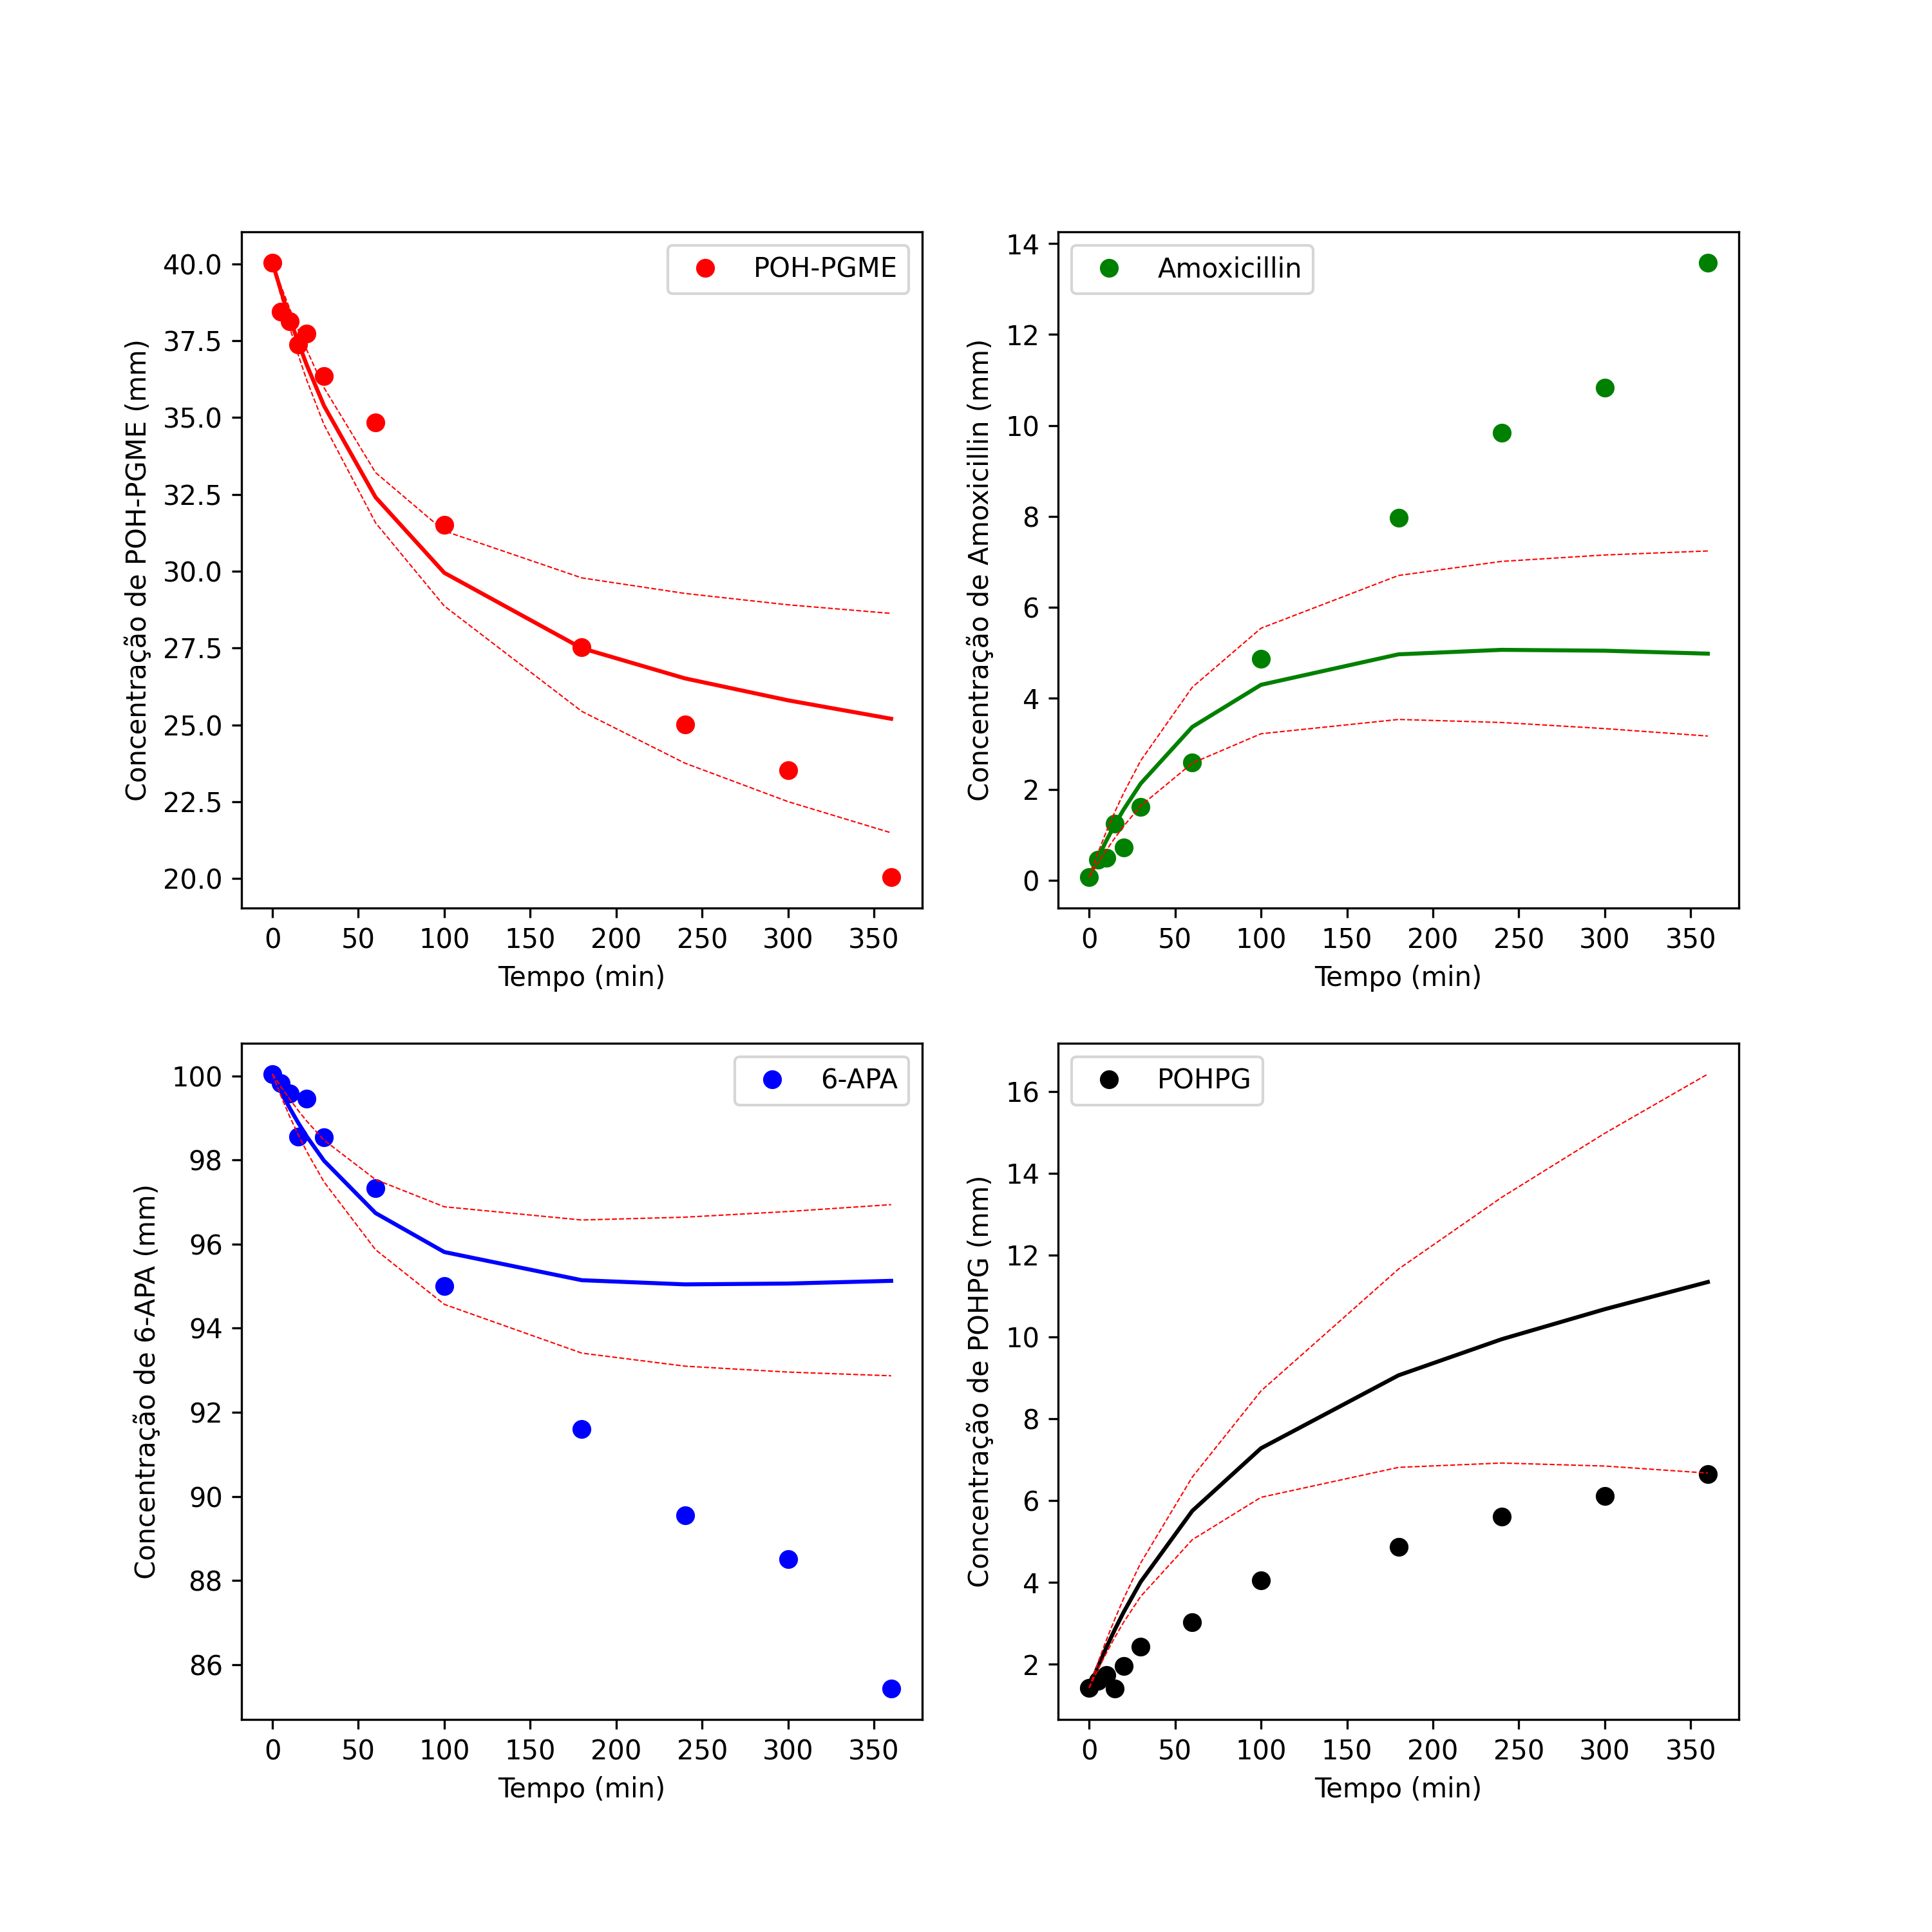 POH-PGME
Concentração de POH-PGME (mm)
40.0
37.5
35.0
32.5
30.0
27.5
25.0
22.5
20.0
0 50 100 150 200 250 300 350
Tempo (min)
Amoxicillin
Concentração de Amoxicillin (mm)
14
12
10
8
6
4
2
0
0 50 100 150 200 250 300 350
Tempo (min)
6-APA
Concentração de 6-APA (mm)
100
98
96
94
92
90
88
86
0 50 100 150 200 250 300 350
Tempo (min)
POHPG
Concentração de POHPG (mm)
16
14
12
10
8
6
4
2
0 50 100 150 200 250 300 350
Tempo (min)